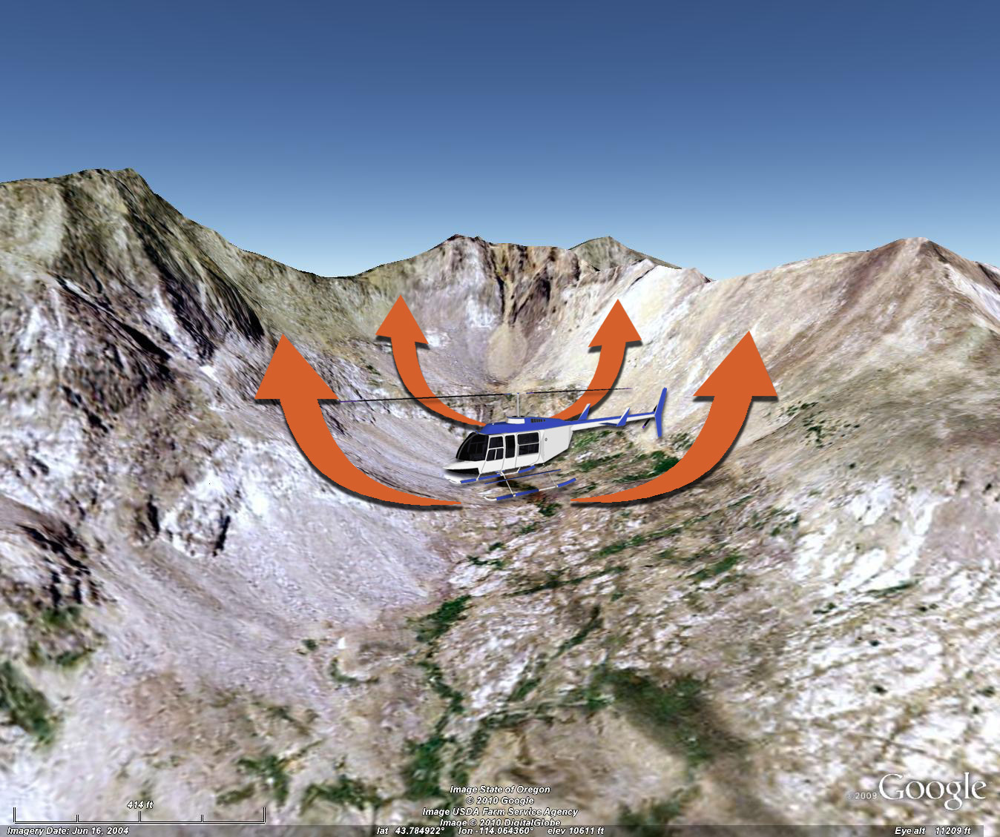 414 ft
Image State of Oregon
© 2010 Google
Image USDA Farm Service Agency
Image © 2010 DigitalGlobe
©2009 Google
Imagery Date: Jun 16, 2004 lat 43.784922° lon -114.064360° elev 10611 ft Eye alt 11209 ft